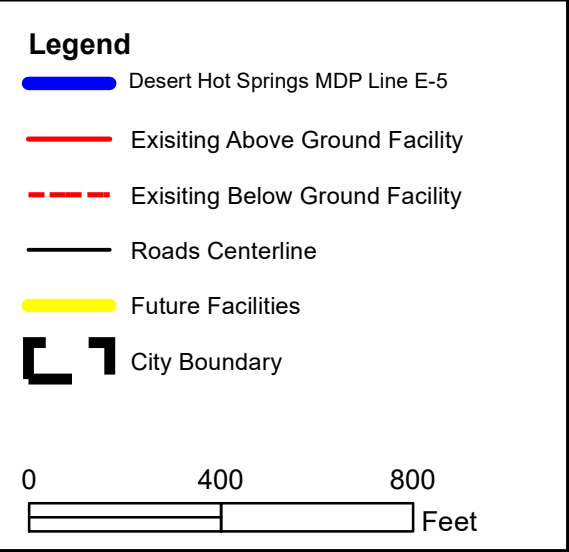 Legend
Desert Hot Springs MDP Line E-5
Exisiting Above Ground Facility
Exisiting Below Ground Facility
Roads Centerline
Future Facilities
City Boundary
0 400 800
Feet